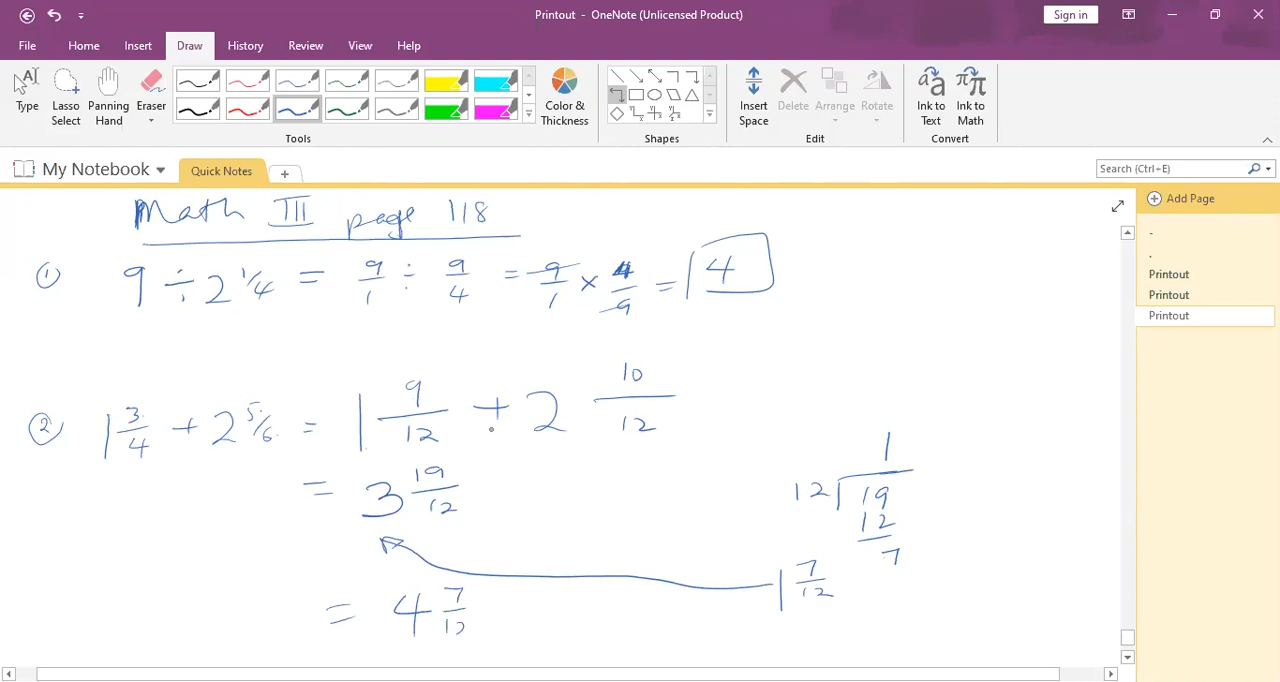 Printout - OneNote (Unlicensed Product)
Sign in
File Home Insert Draw History Review View Help
Type Lasso Select Panning Hand Eraser
Color & Thickness
Insert Space Delete Arrange Rotate
Ink to Text Ink to Math
Tools Shapes Edit Convert
My Notebook Quick Notes +
Search (Ctrl+E)
Add Page
-
.
Printout
Printout
Printout
Math III page 118
① 9 ÷ 2 1/4 = 9/1 ÷ 9/4 = 9/1 × 4/9 = 4
② 1 3/4 + 2 5/6 = 1 9/12 + 2 10/12
= 3 19/12
1
12 19
12
7
1 7/12
= 4 7/12